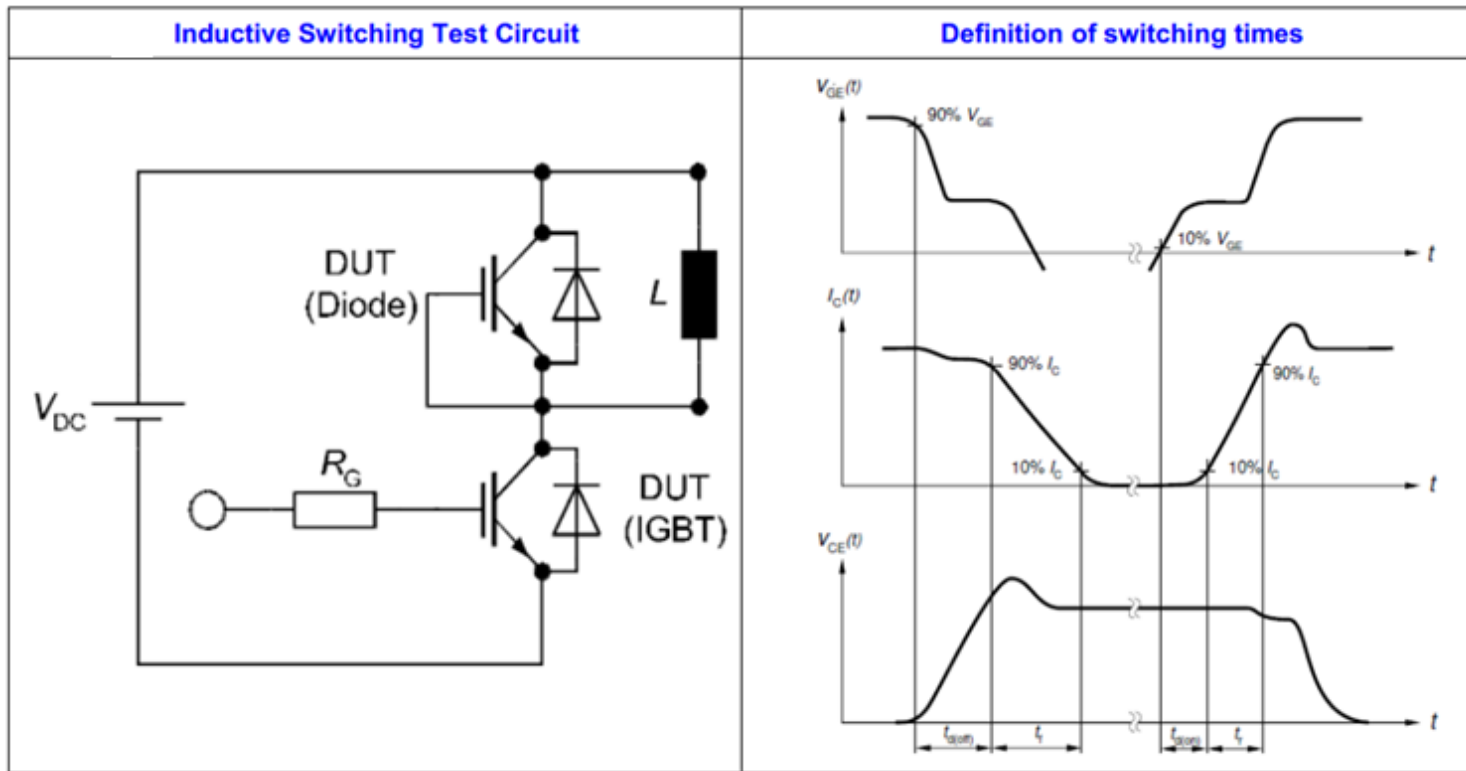 Inductive Switching Test Circuit
Definition of switching times
DUT
(Diode)
L
V_DC
R_G
DUT
(IGBT)
V_GE(t)
90% V_GE
10% V_GE
t
I_C(t)
90% I_C
90% I_C
10% I_C
10% I_C
t
V_CE(t)
t
t_d(off)
t_f
t_d(on)
t_r